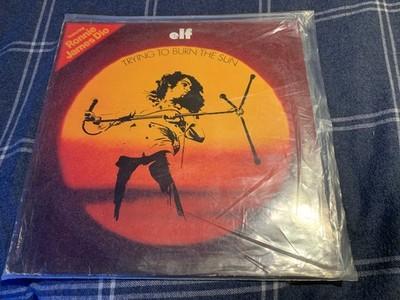 featuring
Ronnie
James Dio
elf
TRYING TO BURN THE SUN